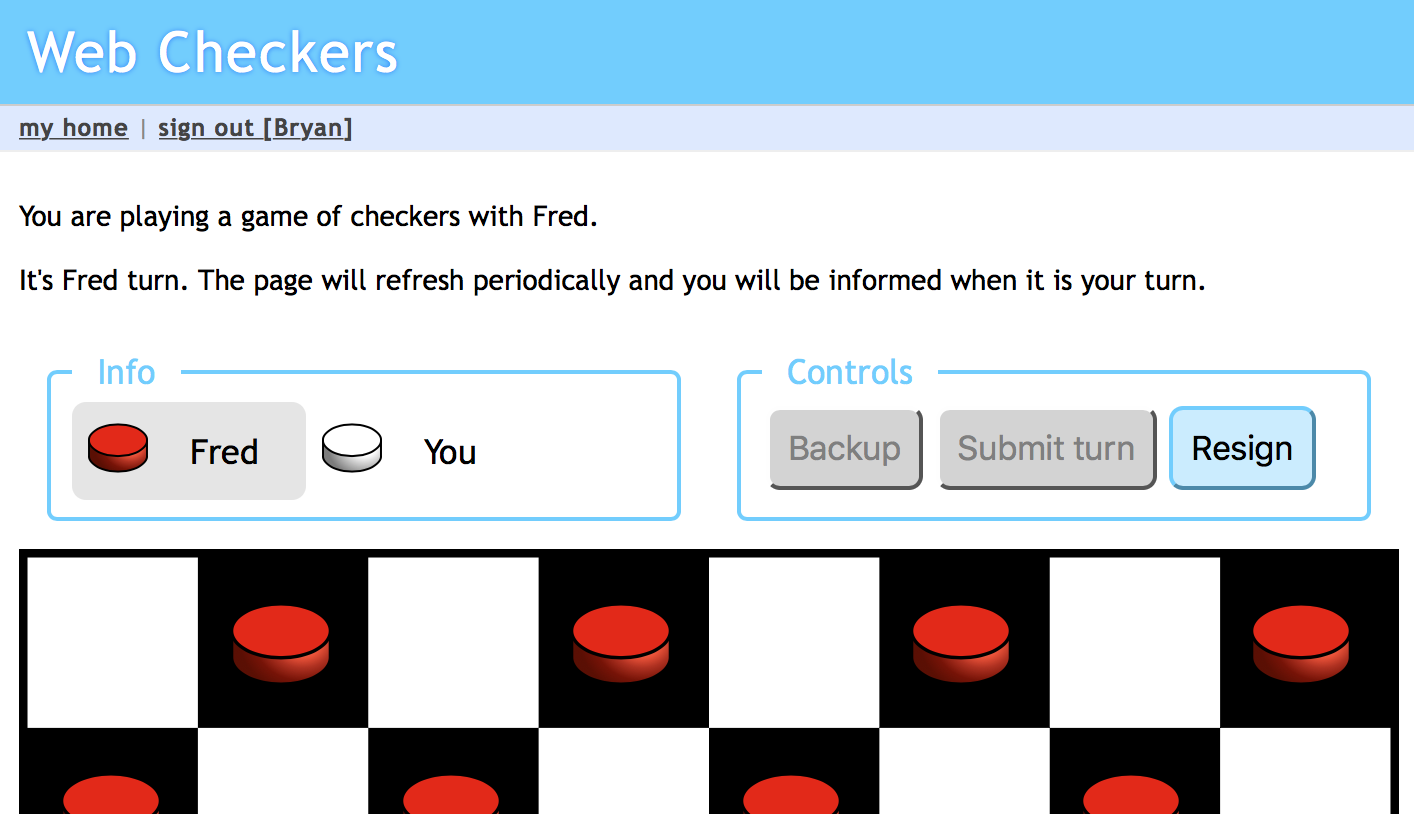 Web Checkers
my home | sign out [Bryan]
You are playing a game of checkers with Fred.
It's Fred turn. The page will refresh periodically and you will be informed when it is your turn.
Info
Fred You
Controls
Backup Submit turn Resign